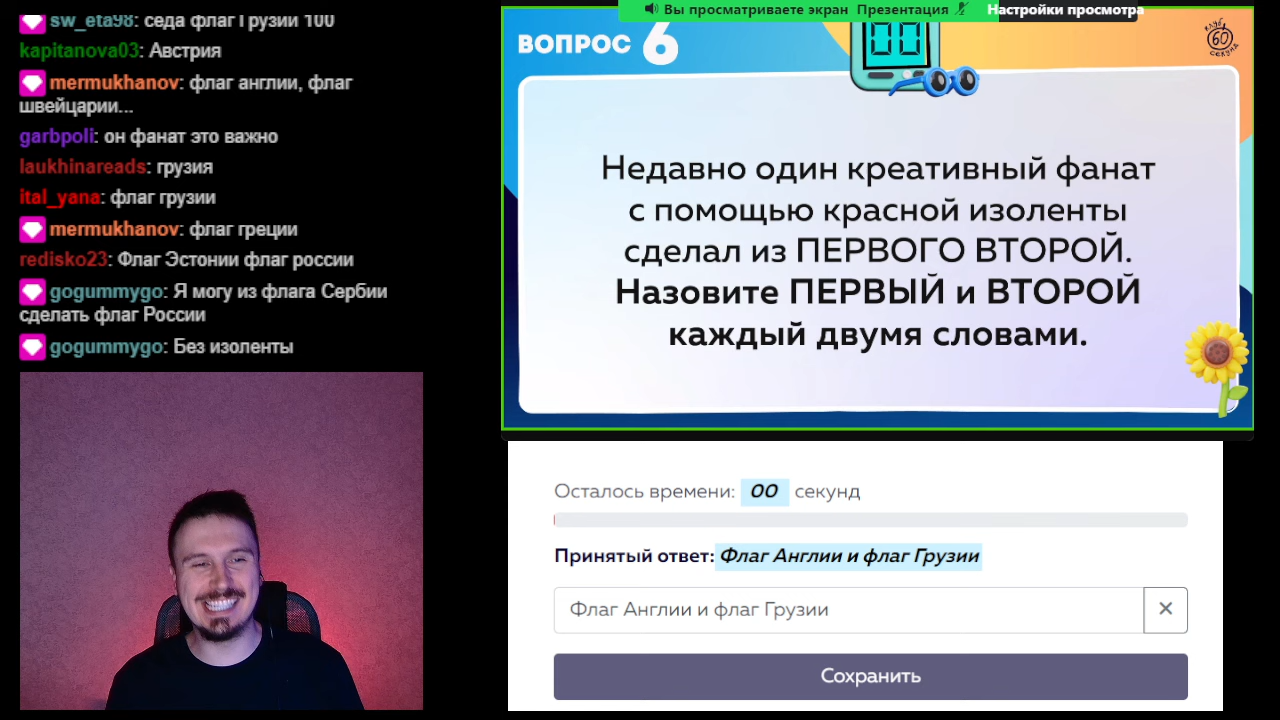 sw_eta98: седа флаг Грузии 100
kapitanova03: Австрия
mermukhanov: флаг англии, флаг
швейцарии...
garbpoli: он фанат это важно
laukhinareads: грузия
ital_yana: флаг грузии
mermukhanov: флаг греции
redisko23: Флаг Эстонии флаг россии
gogummygo: Я могу из флага Сербии
сделать флаг России
gogummygo: Без изоленты
Вы просматриваете экран Презентация Настройки просмотра
ВОПРОС 6
00
КЛУБ 60 СЕКУНД
Недавно один креативный фанат
с помощью красной изоленты
сделал из ПЕРВОГО ВТОРОЙ.
Назовите ПЕРВЫЙ и ВТОРОЙ
каждый двумя словами.
Осталось времени: 00 секунд
Принятый ответ: Флаг Англии и флаг Грузии
Флаг Англии и флаг Грузии
Сохранить